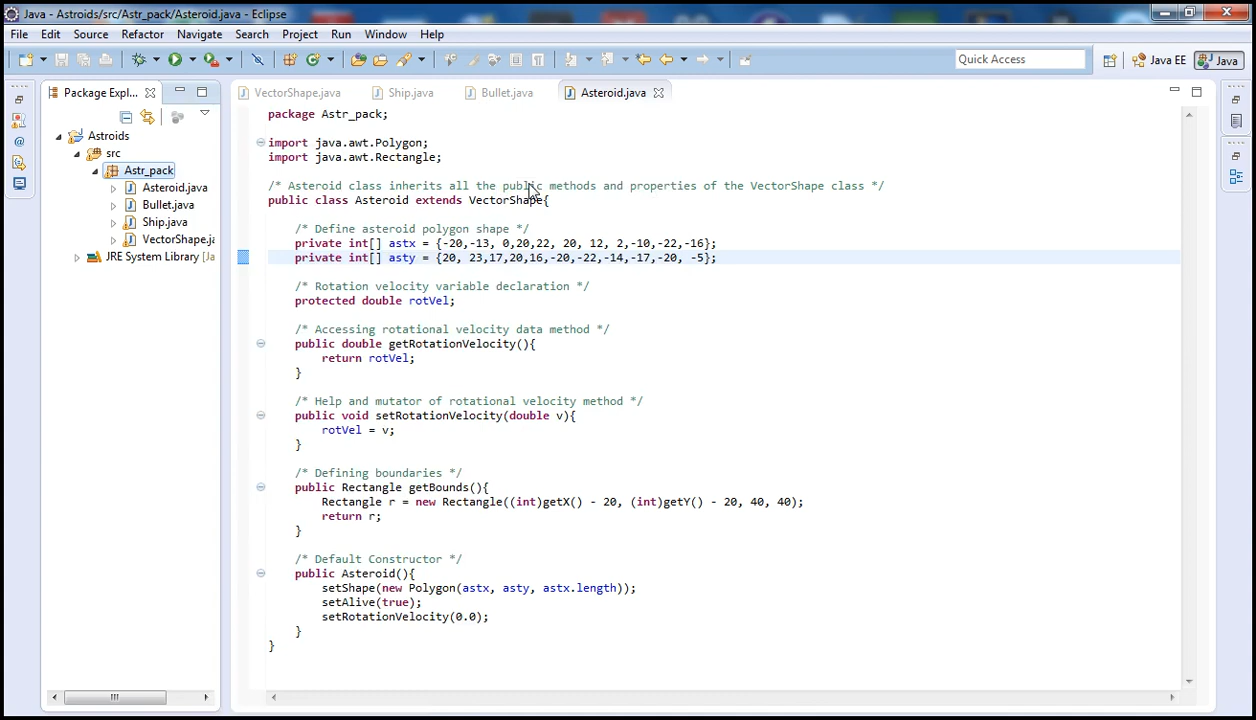 Java - Astroids/src/Astr_pack/Asteroid.java - Eclipse
File Edit Source Refactor Navigate Search Project Run Window Help
Quick Access
Java EE
Java
Package Expl...
VectorShape.java
Ship.java
Bullet.java
Asteroid.java
Astroids
src
Astr_pack
Asteroid.java
Bullet.java
Ship.java
VectorShape.ja
JRE System Library [Ja
package Astr_pack;
import java.awt.Polygon;
import java.awt.Rectangle;
/* Asteroid class inherits all the public methods and properties of the VectorShape class */
public class Asteroid extends VectorShape{
/* Define asteroid polygon shape */
private int[] astx = {-20,-13, 0,20,22, 20, 12, 2,-10,-22,-16};
private int[] asty = {20, 23,17,20,16,-20,-22,-14,-17,-20, -5};
/* Rotation velocity variable declaration */
protected double rotVel;
/* Accessing rotational velocity data method */
public double getRotationVelocity(){
return rotVel;
}
/* Help and mutator of rotational velocity method */
public void setRotationVelocity(double v){
rotVel = v;
}
/* Defining boundaries */
public Rectangle getBounds(){
Rectangle r = new Rectangle((int)getX() - 20, (int)getY() - 20, 40, 40);
return r;
}
/* Default Constructor */
public Asteroid(){
setShape(new Polygon(astx, asty, astx.length));
setAlive(true);
setRotationVelocity(0.0);
}
}